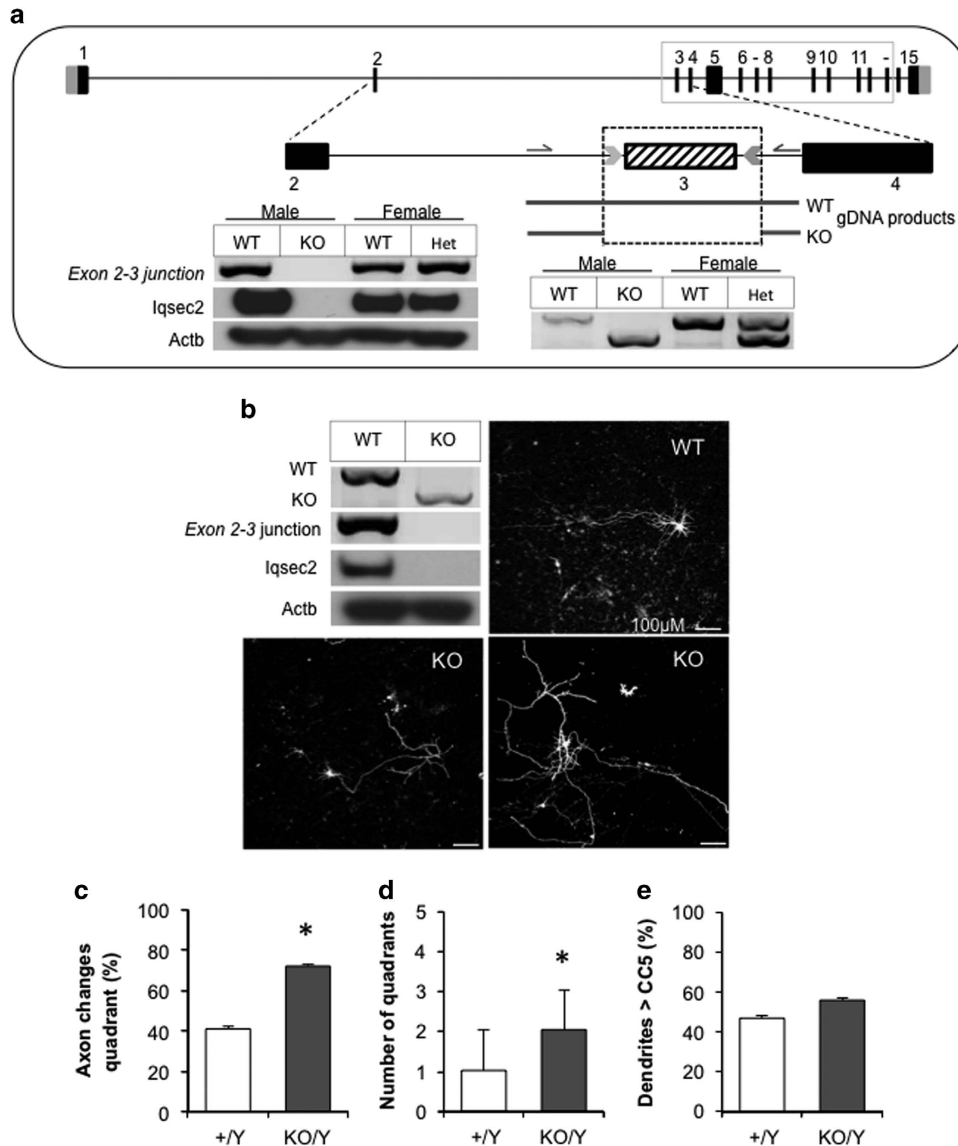 a
1 2 3 4 5 6 - 8 9 10 11 - 15
2 3 4
WT
gDNA products
KO
Male Female
WT KO WT Het
Exon 2-3 junction
Iqsec2
Actb
Male Female
WT KO WT Het
b
WT KO
WT
KO
Exon 2-3 junction
Iqsec2
Actb
WT
100µM
KO
KO
c
Axon changes
quadrant (%)
100
80
60
40
20
0
*
+/Y KO/Y
d
Number of quadrants
5
4
3
2
1
0
*
+/Y KO/Y
e
Dendrites > CC5 (%)
100
80
60
40
20
0
+/Y KO/Y